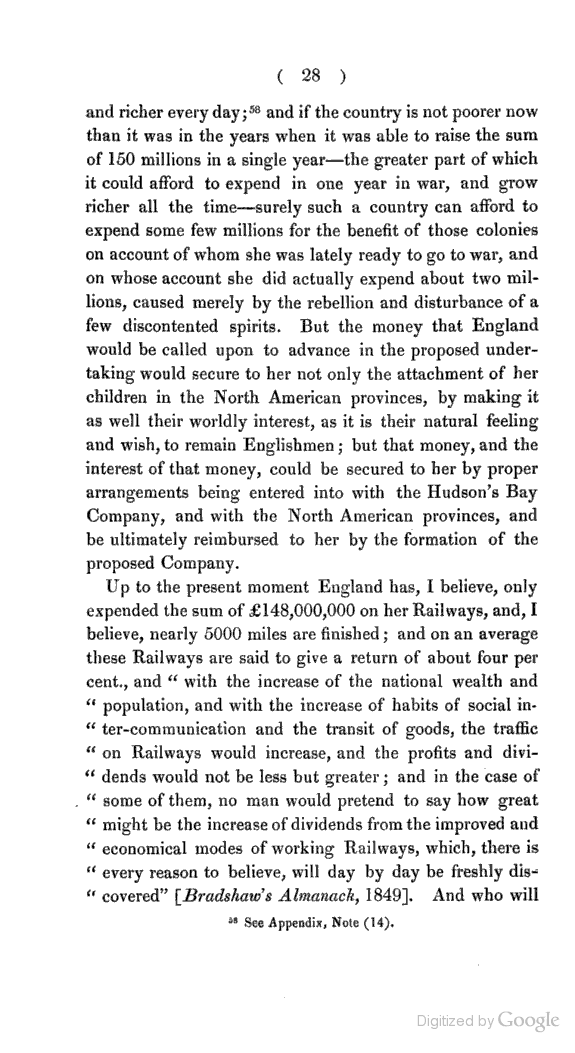 ( 28 )
and richer every day;⁵⁸ and if the country is not poorer now
than it was in the years when it was able to raise the sum
of 150 millions in a single year—the greater part of which
it could afford to expend in one year in war, and grow
richer all the time—surely such a country can afford to
expend some few millions for the benefit of those colonies
on account of whom she was lately ready to go to war, and
on whose account she did actually expend about two mil-
lions, caused merely by the rebellion and disturbance of a
few discontented spirits. But the money that England
would be called upon to advance in the proposed under-
taking would secure to her not only the attachment of her
children in the North American provinces, by making it
as well their worldly interest, as it is their natural feeling
and wish, to remain Englishmen; but that money, and the
interest of that money, could be secured to her by proper
arrangements being entered into with the Hudson's Bay
Company, and with the North American provinces, and
be ultimately reimbursed to her by the formation of the
proposed Company.
Up to the present moment England has, I believe, only
expended the sum of £148,000,000 on her Railways, and, I
believe, nearly 5000 miles are finished; and on an average
these Railways are said to give a return of about four per
cent., and “ with the increase of the national wealth and
“ population, and with the increase of habits of social in-
“ ter-communication and the transit of goods, the traffic
“ on Railways would increase, and the profits and divi-
“ dends would not be less but greater; and in the case of
“ some of them, no man would pretend to say how great
“ might be the increase of dividends from the improved and
“ economical modes of working Railways, which, there is
“ every reason to believe, will day by day be freshly dis-
“ covered” [Bradshaw's Almanack, 1849]. And who will
⁵⁸ See Appendix, Note (14).
Digitized by Google